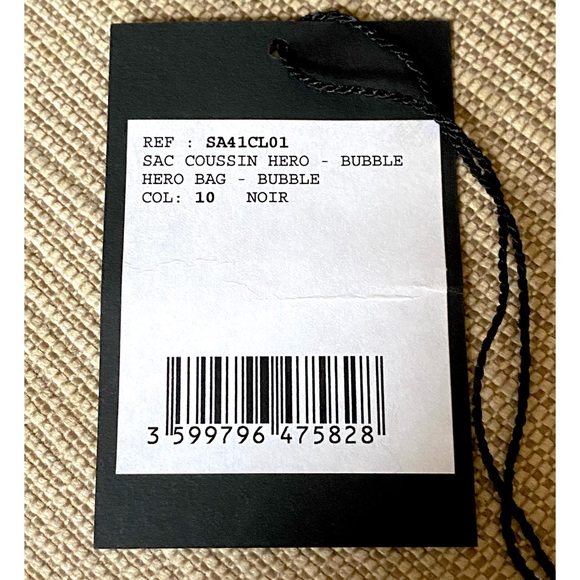 REF : SA41CL01
SAC COUSSIN HERO - BUBBLE
HERO BAG - BUBBLE
COL: 10 NOIR
3 599796 475828